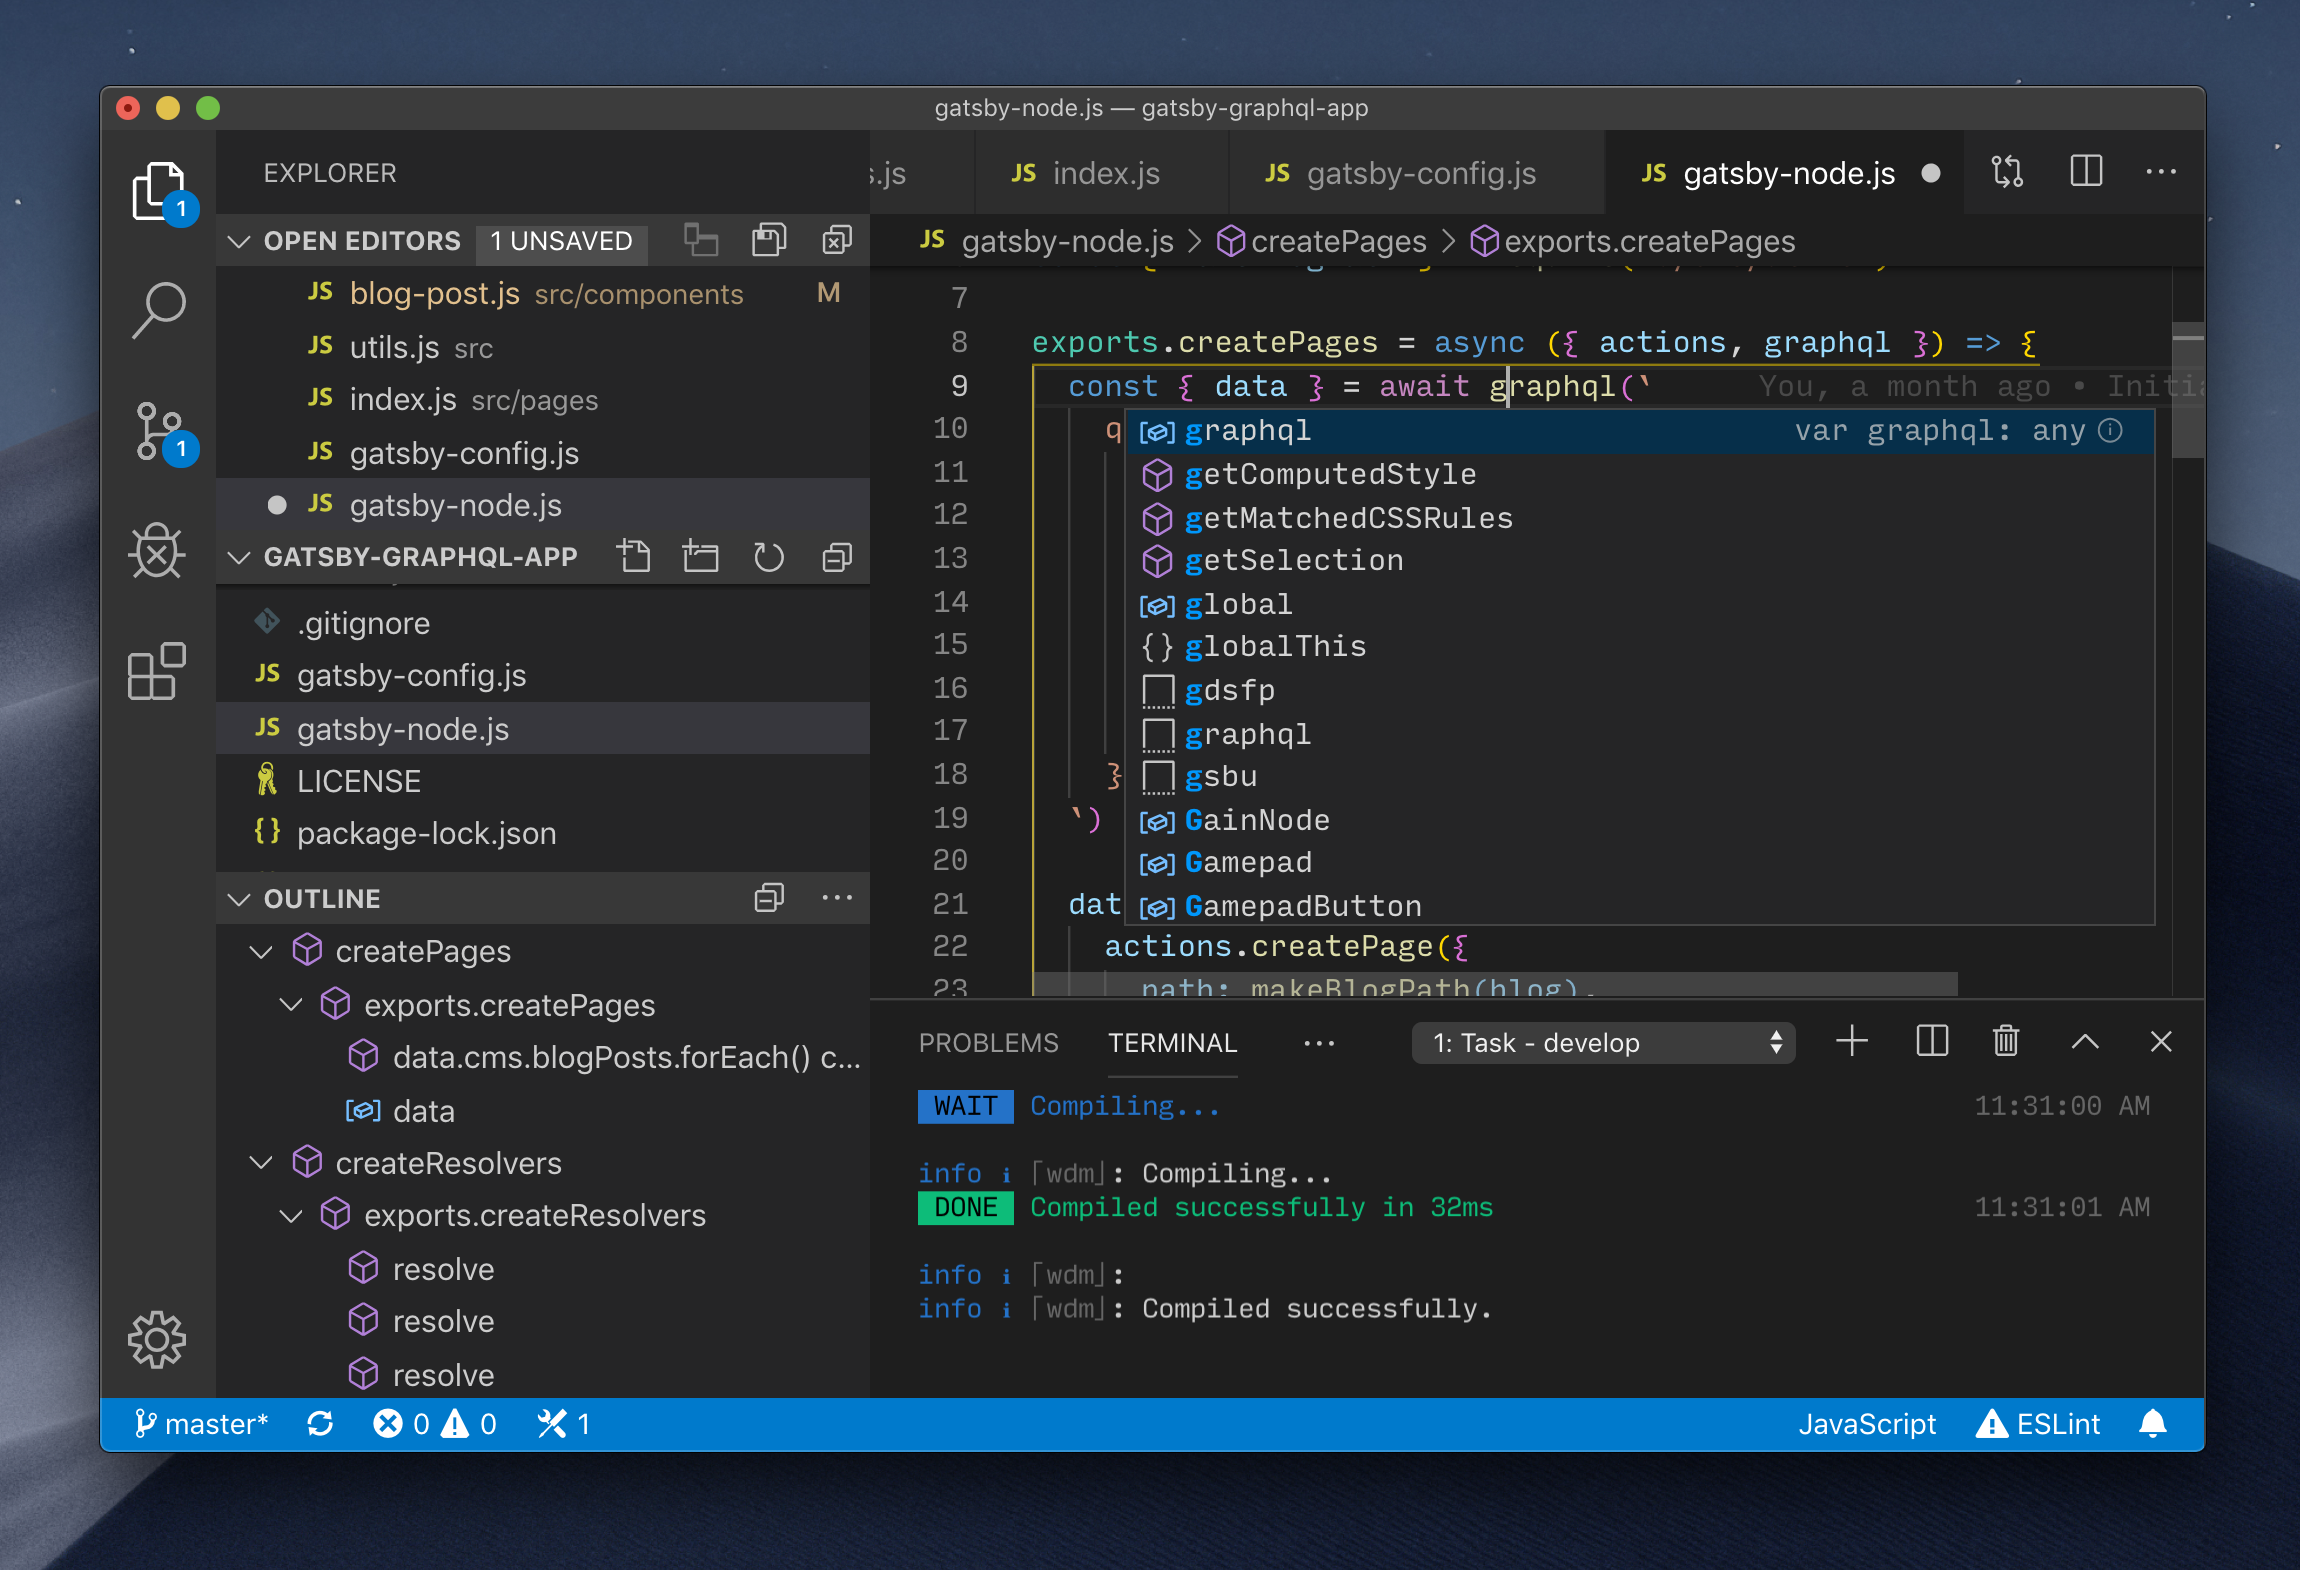 gatsby-node.js — gatsby-graphql-app
EXPLORER
1
OPEN EDITORS 1 UNSAVED
JS blog-post.js src/components M
JS utils.js src
JS index.js src/pages
JS gatsby-config.js
JS gatsby-node.js
1
GATSBY-GRAPHQL-APP
.gitignore
JS gatsby-config.js
JS gatsby-node.js
LICENSE
{} package-lock.json
OUTLINE
createPages
exports.createPages
data.cms.blogPosts.forEach() c...
data
createResolvers
exports.createResolvers
resolve
resolve
resolve
s.js JS index.js JS gatsby-config.js JS gatsby-node.js
JS gatsby-node.js > createPages > exports.createPages
7
8 exports.createPages = async ({ actions, graphql }) => {
9 const { data } = await graphql(` You, a month ago • Initia
10 q
11
12
13
14
15
16
17
18 }
19 `)
20
21 dat
22 actions.createPage({
23 path: makeBlogPath(blog),
graphql var graphql: any
getComputedStyle
getMatchedCSSRules
getSelection
global
{} globalThis
gdsfp
graphql
gsbu
GainNode
Gamepad
GamepadButton
PROBLEMS TERMINAL ... 1: Task - develop
WAIT Compiling... 11:31:00 AM
info i ｢wdm｣: Compiling...
DONE Compiled successfully in 32ms 11:31:01 AM
info i ｢wdm｣:
info i ｢wdm｣: Compiled successfully.
master* 0 0 1 JavaScript ESLint